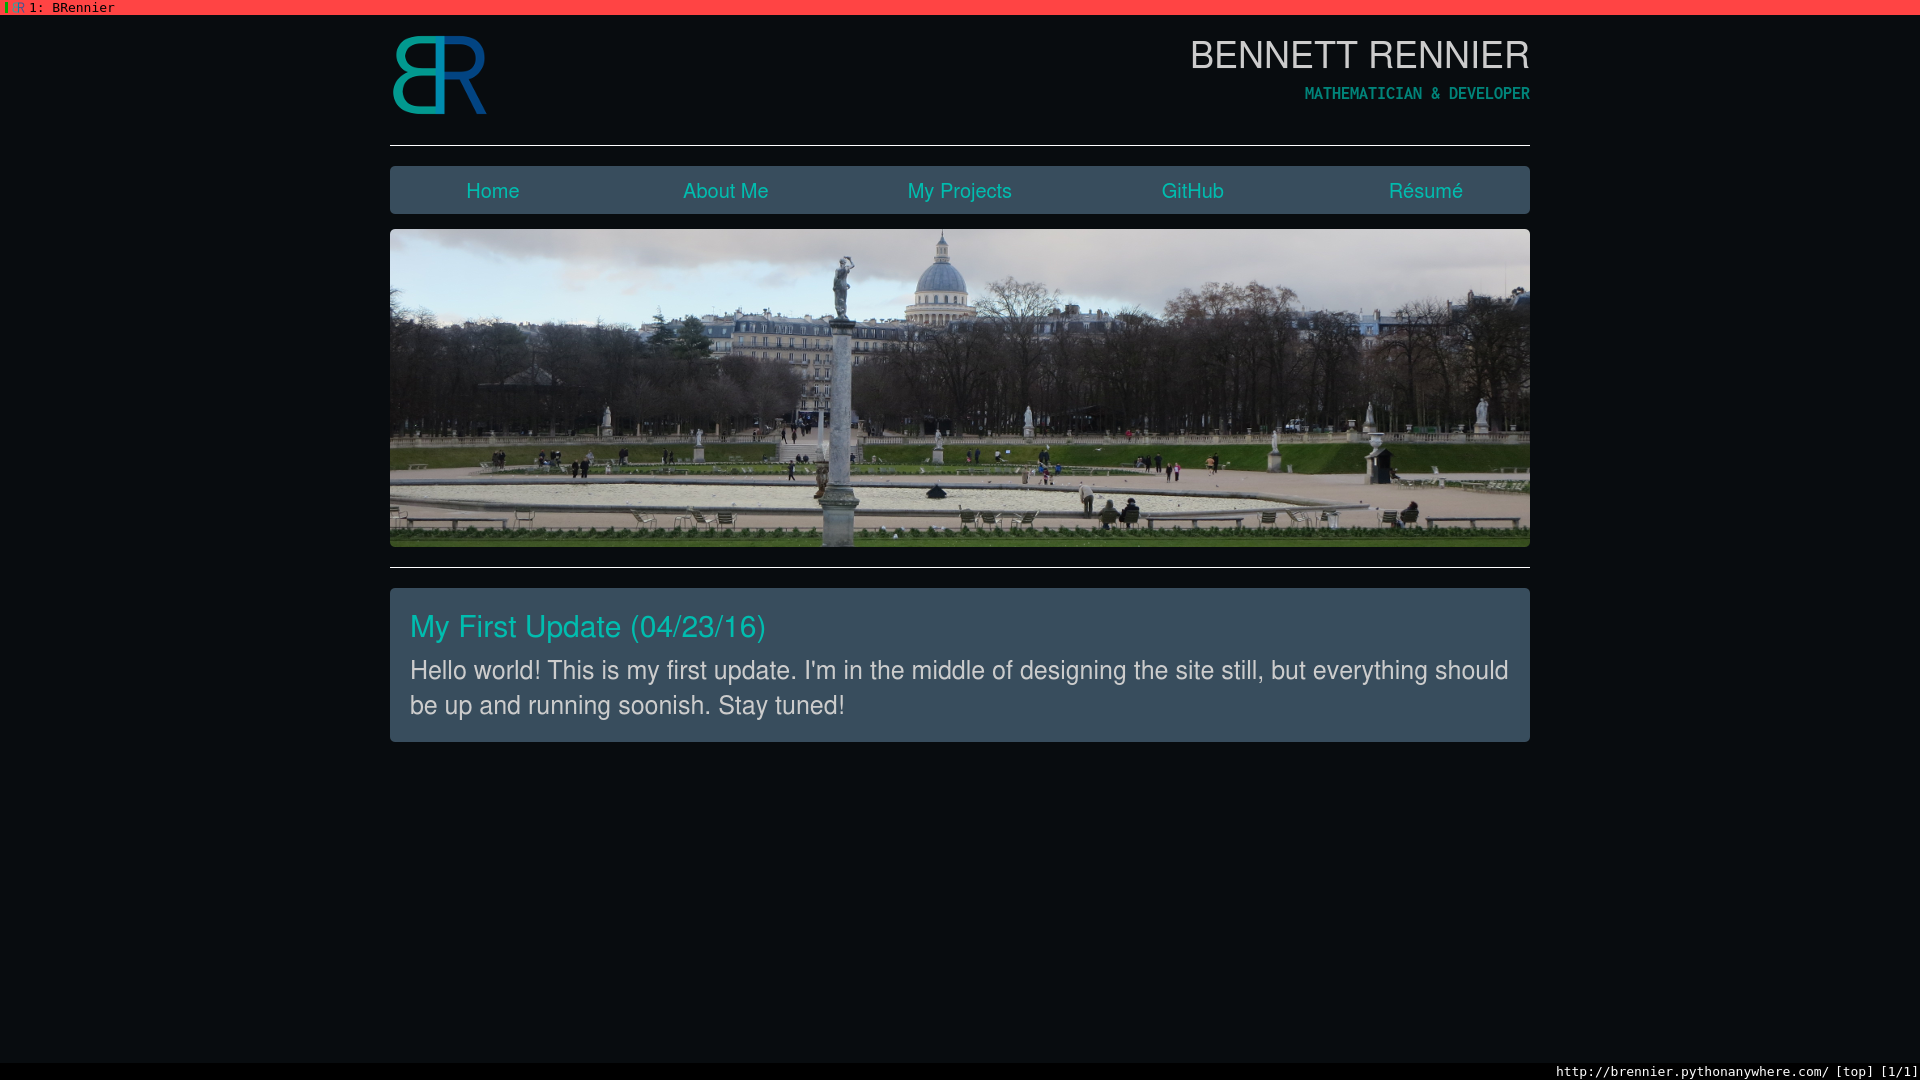 1: BRennier
BR
BENNETT RENNIER
MATHEMATICIAN & DEVELOPER
Home About Me My Projects GitHub Résumé
My First Update (04/23/16)
Hello world! This is my first update. I'm in the middle of designing the site still, but everything should
be up and running soonish. Stay tuned!
http://brennier.pythonanywhere.com/ [top] [1/1]